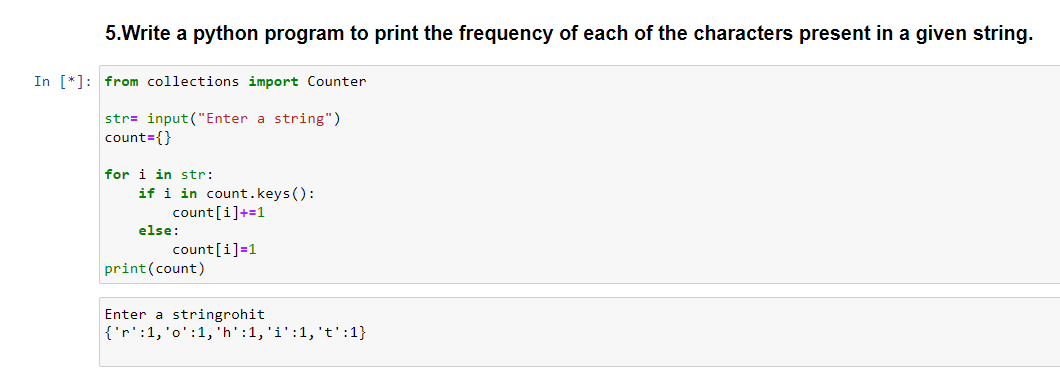 5.Write a python program to print the frequency of each of the characters present in a given string.
In [*]: from collections import Counter
str= input("Enter a string")
count={}
for i in str:
    if i in count.keys():
        count[i]+=1
    else:
        count[i]=1
print(count)
Enter a stringrohit
{'r':1,'o':1,'h':1,'i':1,'t':1}